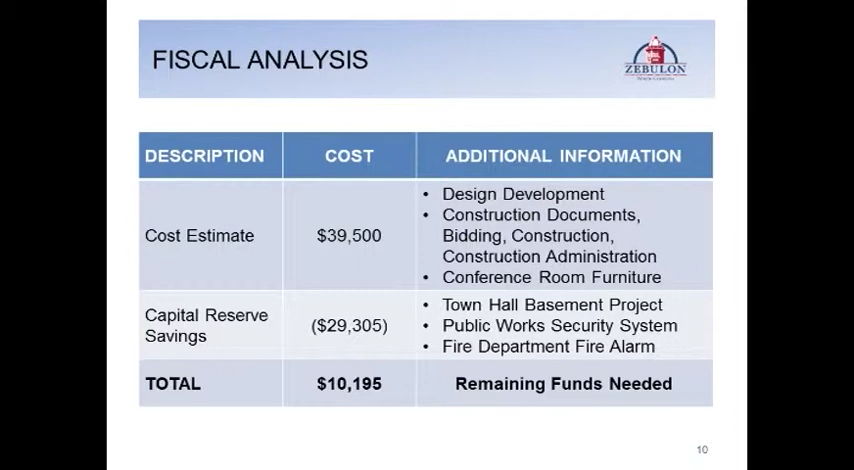 FISCAL ANALYSIS
ZEBULON
NORTH CAROLINA
DESCRIPTION COST ADDITIONAL INFORMATION
Cost Estimate $39,500
• Design Development
• Construction Documents,
Bidding, Construction,
Construction Administration
• Conference Room Furniture
Capital Reserve
Savings
($29,305)
• Town Hall Basement Project
• Public Works Security System
• Fire Department Fire Alarm
TOTAL $10,195 Remaining Funds Needed
10